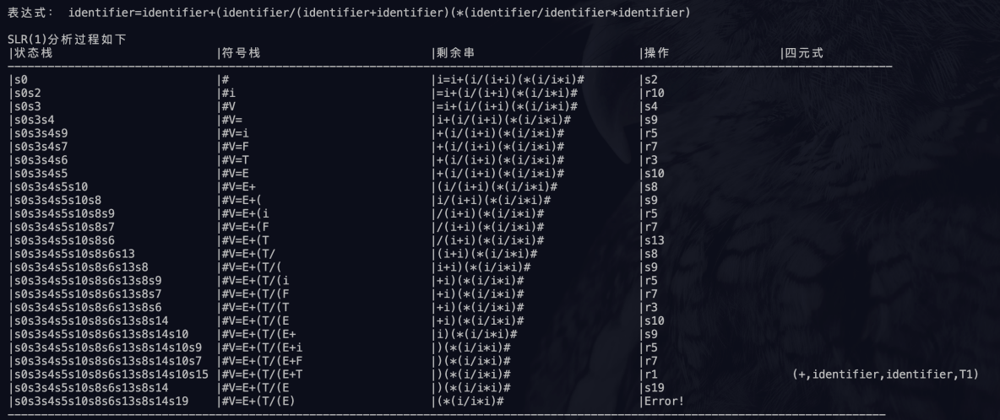 表达式： identifier=identifier+(identifier/(identifier+identifier)(*(identifier/identifier*identifier)
SLR(1)分析过程如下
|状态栈 |符号栈 |剩余串 |操作 |四元式
|s0 |# |i=i+(i/(i+i)(*(i/i*i)# |s2
|s0s2 |#i |=i+(i/(i+i)(*(i/i*i)# |r10
|s0s3 |#V |=i+(i/(i+i)(*(i/i*i)# |s4
|s0s3s4 |#V= |i+(i/(i+i)(*(i/i*i)# |s9
|s0s3s4s9 |#V=i |+(i/(i+i)(*(i/i*i)# |r5
|s0s3s4s7 |#V=F |+(i/(i+i)(*(i/i*i)# |r7
|s0s3s4s6 |#V=T |+(i/(i+i)(*(i/i*i)# |r3
|s0s3s4s5 |#V=E |+(i/(i+i)(*(i/i*i)# |s10
|s0s3s4s5s10 |#V=E+ |(i/(i+i)(*(i/i*i)# |s8
|s0s3s4s5s10s8 |#V=E+( |i/(i+i)(*(i/i*i)# |s9
|s0s3s4s5s10s8s9 |#V=E+(i |/(i+i)(*(i/i*i)# |r5
|s0s3s4s5s10s8s7 |#V=E+(F |/(i+i)(*(i/i*i)# |r7
|s0s3s4s5s10s8s6 |#V=E+(T |/(i+i)(*(i/i*i)# |s13
|s0s3s4s5s10s8s6s13 |#V=E+(T/ |(i+i)(*(i/i*i)# |s8
|s0s3s4s5s10s8s6s13s8 |#V=E+(T/( |i+i)(*(i/i*i)# |s9
|s0s3s4s5s10s8s6s13s8s9 |#V=E+(T/(i |+i)(*(i/i*i)# |r5
|s0s3s4s5s10s8s6s13s8s7 |#V=E+(T/(F |+i)(*(i/i*i)# |r7
|s0s3s4s5s10s8s6s13s8s6 |#V=E+(T/(T |+i)(*(i/i*i)# |r3
|s0s3s4s5s10s8s6s13s8s14 |#V=E+(T/(E |+i)(*(i/i*i)# |s10
|s0s3s4s5s10s8s6s13s8s14s10 |#V=E+(T/(E+ |i)(*(i/i*i)# |s9
|s0s3s4s5s10s8s6s13s8s14s10s9 |#V=E+(T/(E+i |)(*(i/i*i)# |r5
|s0s3s4s5s10s8s6s13s8s14s10s7 |#V=E+(T/(E+F |)(*(i/i*i)# |r7
|s0s3s4s5s10s8s6s13s8s14s10s15 |#V=E+(T/(E+T |)(*(i/i*i)# |r1 (+,identifier,identifier,T1)
|s0s3s4s5s10s8s6s13s8s14 |#V=E+(T/(E |)(*(i/i*i)# |s19
|s0s3s4s5s10s8s6s13s8s14s19 |#V=E+(T/(E) |(*(i/i*i)# |Error!